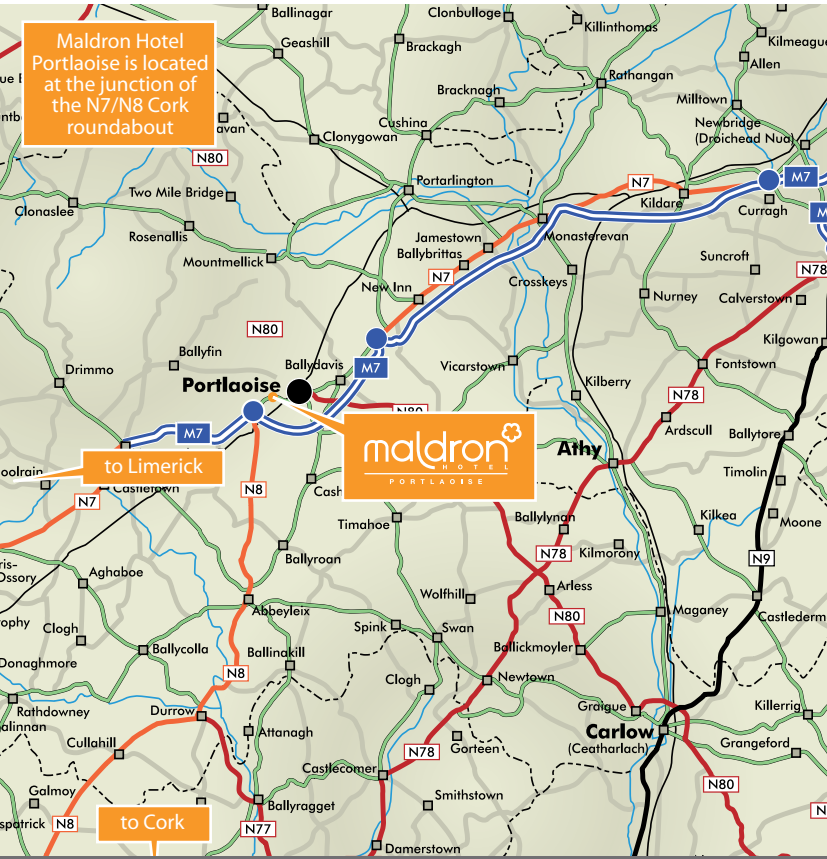 Ballinagar
Clonbulloge
Killinthomas
Kilmeague
Maldron Hotel
Portlaoise is located
at the junction of
the N7/N8 Cork
roundabout
Geashill
Brackagh
Allen
Rathangan
Bracknagh
Milltown
Cushina
Clonygowan
Newbridge
(Droichead Nua)
N80
Portarlington
N7
M7
Two Mile Bridge
Kildare
Clonaslee
Curragh
Rosenallis
Jamestown
Monasterevan
Ballybrittas
Mountmellick
Suncroft
N78
N7
Crosskeys
New Inn
Nurney
Calverstown
N80
Kilgowan
Ballyfin
Ballydavis
Vicarstown
Fontstown
Drimmo
M7
Portlaoise
Kilberry
N78
N80
Ardscull
M7
maldron
HOTEL
PORTLAOISE
Ballytore
Athy
to Limerick
Timolin
Castletown
N8
Cash
N7
Timahoe
Ballylynan
Kilkea
Moone
Ballyroan
N78
Kilmorony
N9
Aghaboe
Arless
Ossory
Wolfhill
Abbeyleix
N80
Maganey
Castlederm
Clogh
Spink
Swan
Ballycolla
Ballinakill
Ballickmoyler
Donaghmore
N8
Clogh
Newtown
Rathdowney
Durrow
Graigue
Killerrig
Attanagh
Carlow
(Ceatharlach)
Cullahill
N78
Gorteen
Grangeford
Castlecomer
N80
Galmoy
Smithstown
Ballyragget
N8
to Cork
N77
Damerstown